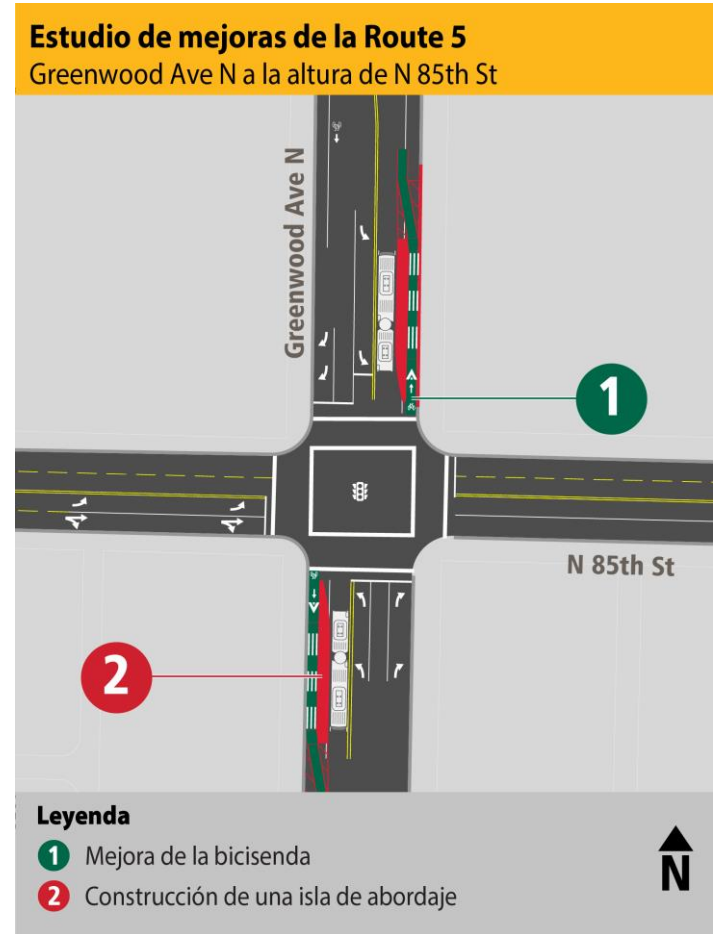 Estudio de mejoras de la Route 5
Greenwood Ave N a la altura de N 85th St
Greenwood Ave N
1
N 85th St
2
Leyenda
1 Mejora de la bicisenda
2 Construcción de una isla de abordaje
N